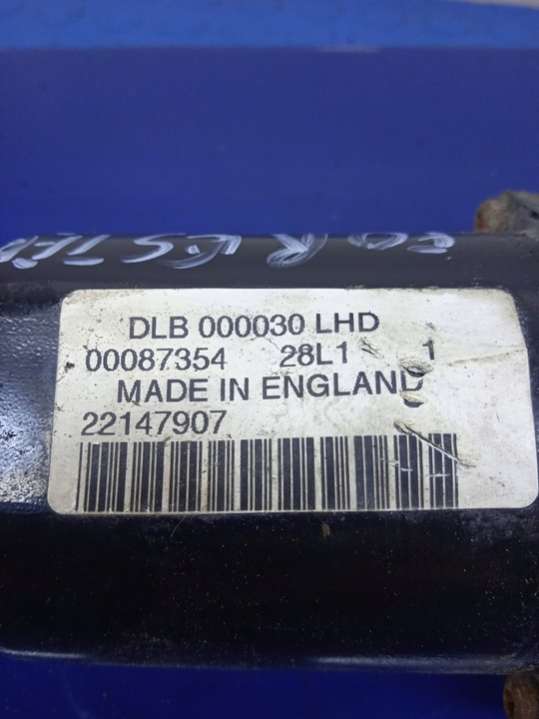 DLB 000030 LHD
00087354 28L1 1
MADE IN ENGLAND
22147907